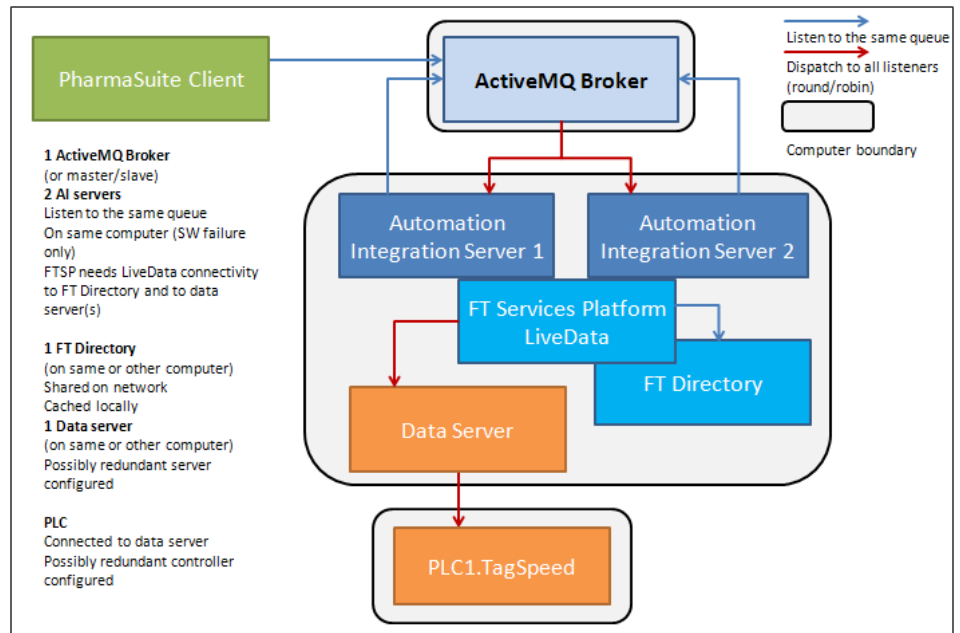 PharmaSuite Client
ActiveMQ Broker
Listen to the same queue
Dispatch to all listeners
(round/robin)
Computer boundary
1 ActiveMQ Broker
(or master/slave)
2 AI servers
Listen to the same queue
On same computer (SW failure
only)
FTSP needs LiveData connectivity
to FT Directory and to data
server(s)
1 FT Directory
(on same or other computer)
Shared on network
Cached locally
1 Data server
(on same or other computer)
Possibly redundant server
configured
PLC
Connected to data server
Possibly redundant controller
configured
Automation
Integration Server 1
Automation
Integration Server 2
FT Services Platform
LiveData
FT Directory
Data Server
PLC1.TagSpeed